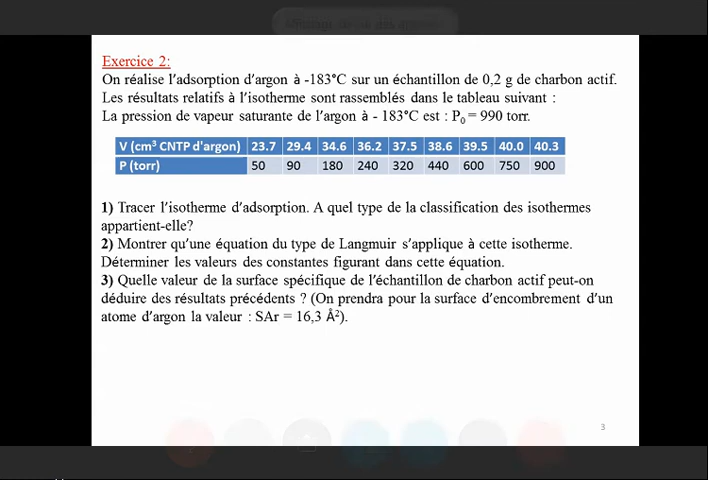 Exercice 2:
On réalise l'adsorption d'argon à -183°C sur un échantillon de 0,2 g de charbon actif.
Les résultats relatifs à l'isotherme sont rassemblés dans le tableau suivant :
La pression de vapeur saturante de l'argon à - 183°C est : P₀ = 990 torr.
V (cm³ CNTP d'argon) 23.7 29.4 34.6 36.2 37.5 38.6 39.5 40.0 40.3
P (torr) 50 90 180 240 320 440 600 750 900
1) Tracer l'isotherme d'adsorption. A quel type de la classification des isothermes
appartient-elle?
2) Montrer qu'une équation du type de Langmuir s'applique à cette isotherme.
Déterminer les valeurs des constantes figurant dans cette équation.
3) Quelle valeur de la surface spécifique de l'échantillon de charbon actif peut-on
déduire des résultats précédents ? (On prendra pour la surface d'encombrement d'un
atome d'argon la valeur : SAr = 16,3 Å²).
3